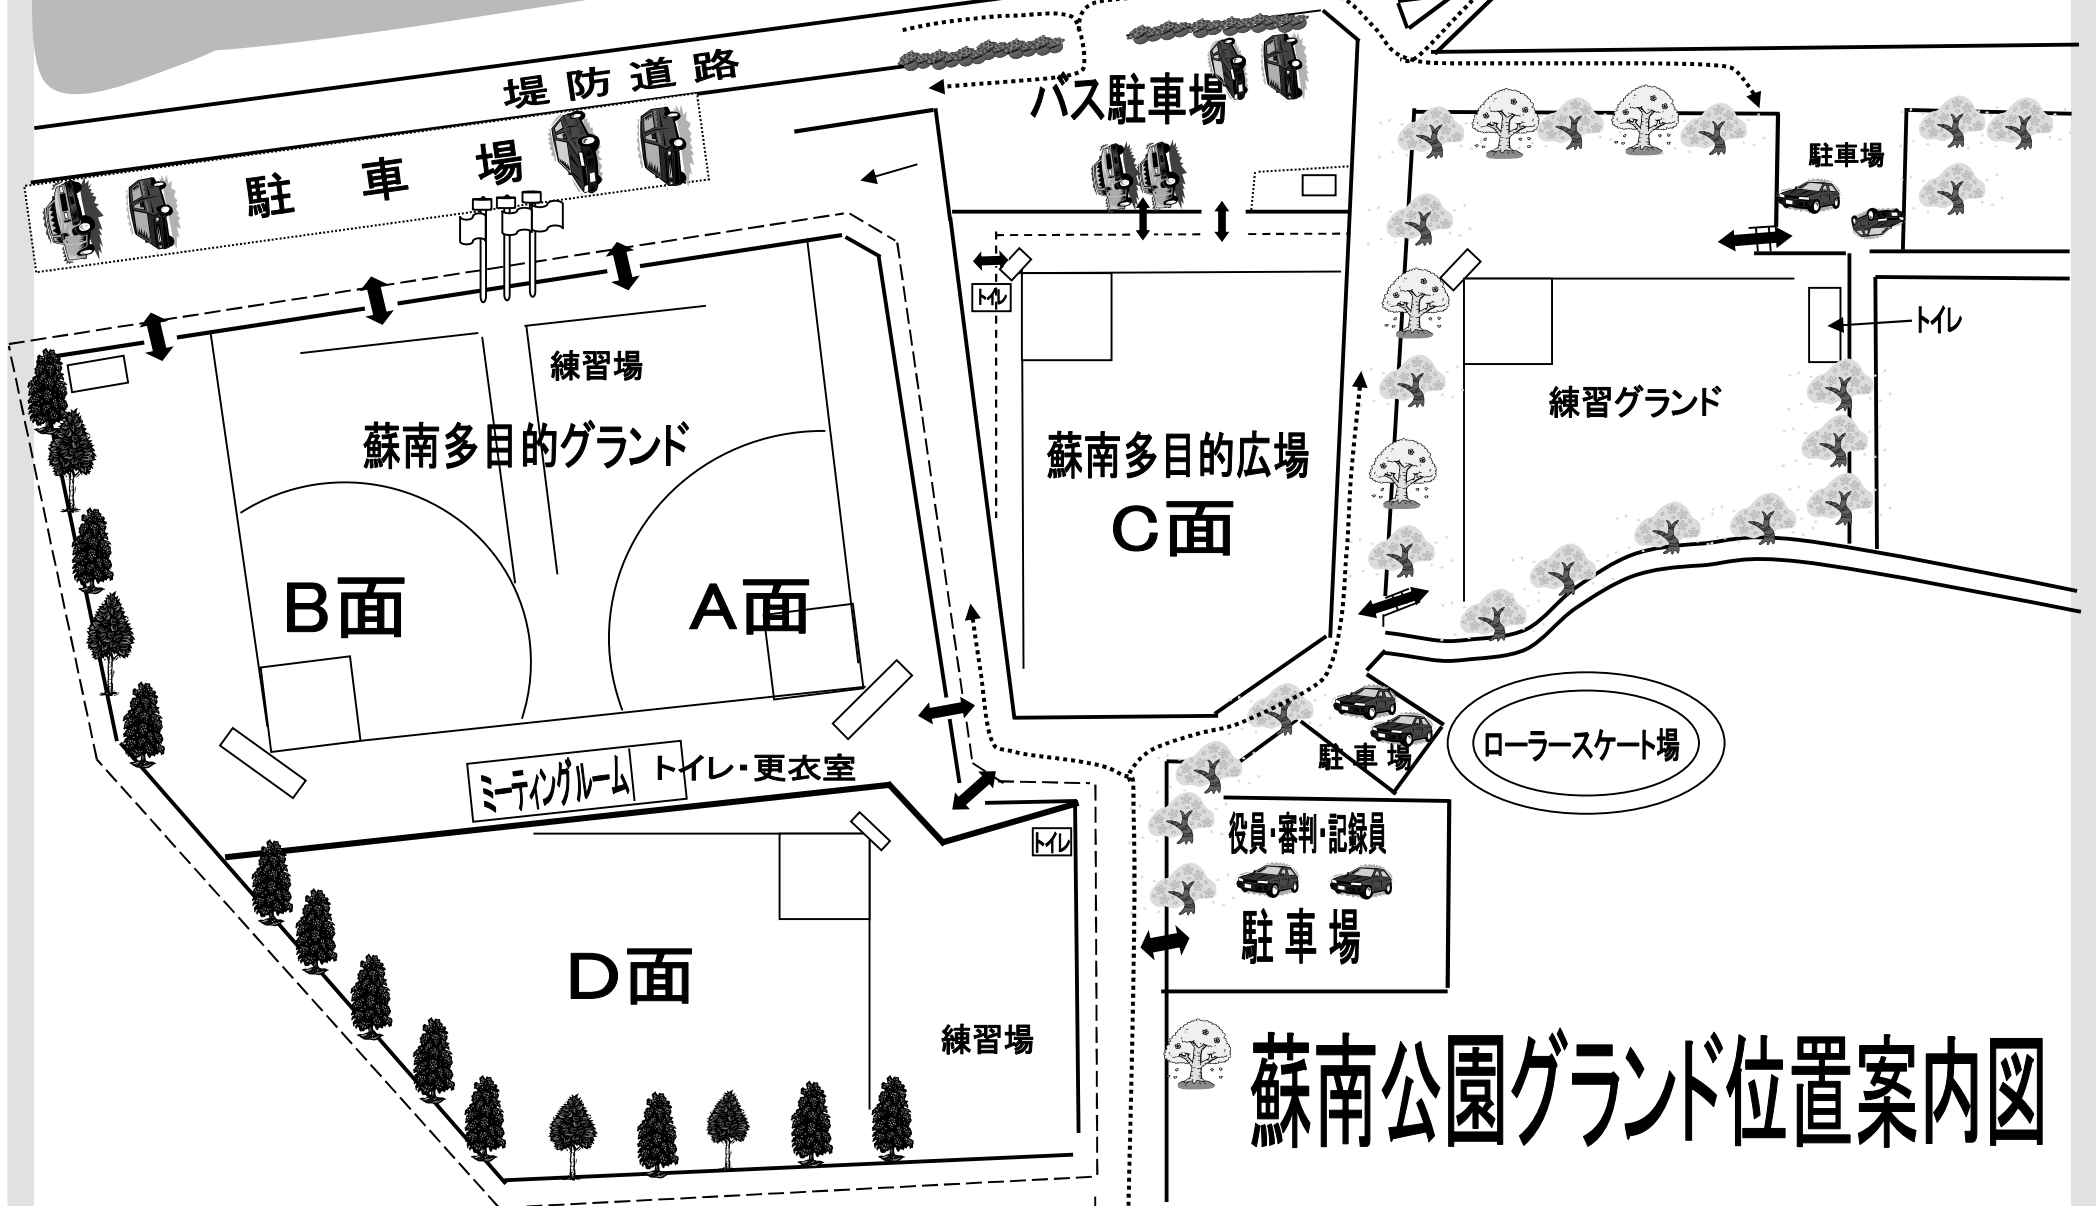 堤防道路
バス駐車場
駐車場
駐車場
トイレ
トイレ
練習場
練習グランド
蘇南多目的グランド
蘇南多目的広場
C面
B面
A面
ミーティングルーム
トイレ・更衣室
駐車場
ローラースケート場
役員・審判・記録員
駐車場
トイレ
D面
練習場
蘇南公園グランド位置案内図